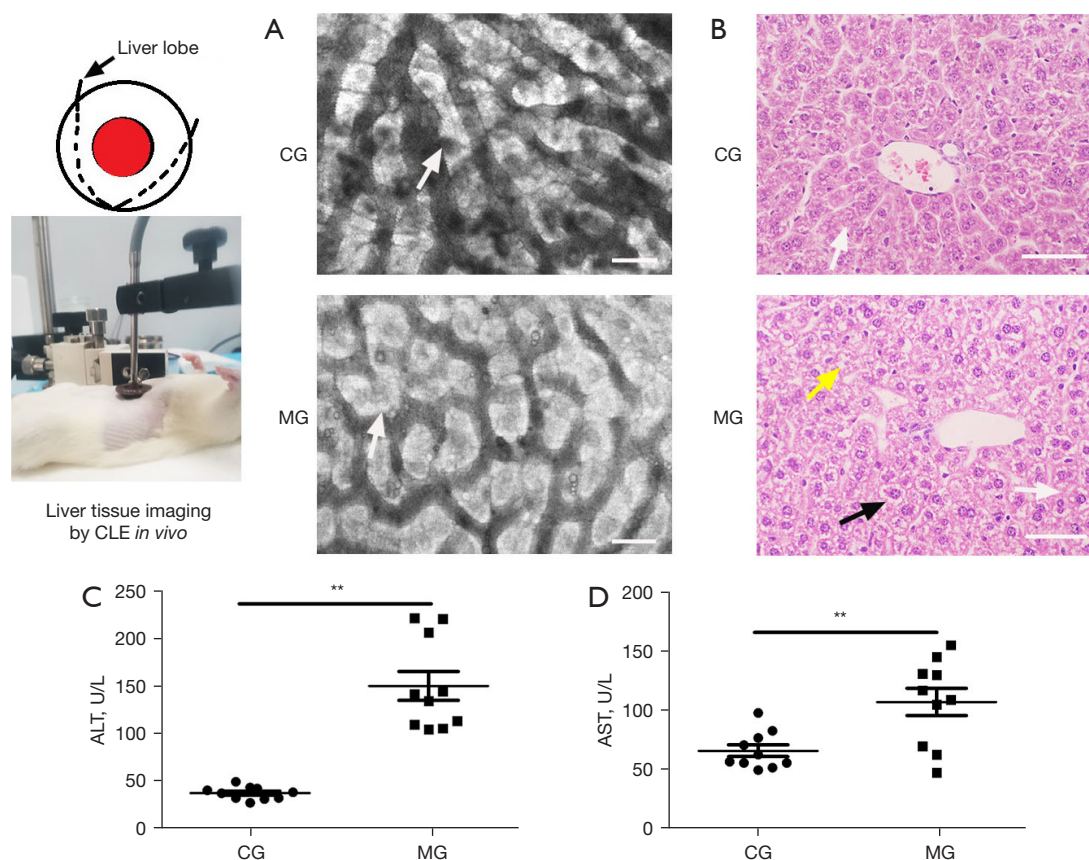 Liver lobe
Liver tissue imaging
by CLE in vivo
A
CG
MG
B
CG
MG
C
**
ALT, U/L
250
200
150
100
50
0
CG
MG
D
**
AST, U/L
200
150
100
50
0
CG
MG